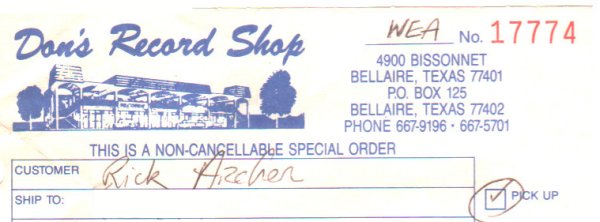 Don's Record Shop
WEA No. 17774
4900 BISSONNET
BELLAIRE, TEXAS 77401
P.O. BOX 125
BELLAIRE, TEXAS 77402
PHONE 667-9196 • 667-5701
THIS IS A NON-CANCELLABLE SPECIAL ORDER
CUSTOMER Rick Archer
SHIP TO:
PICK UP